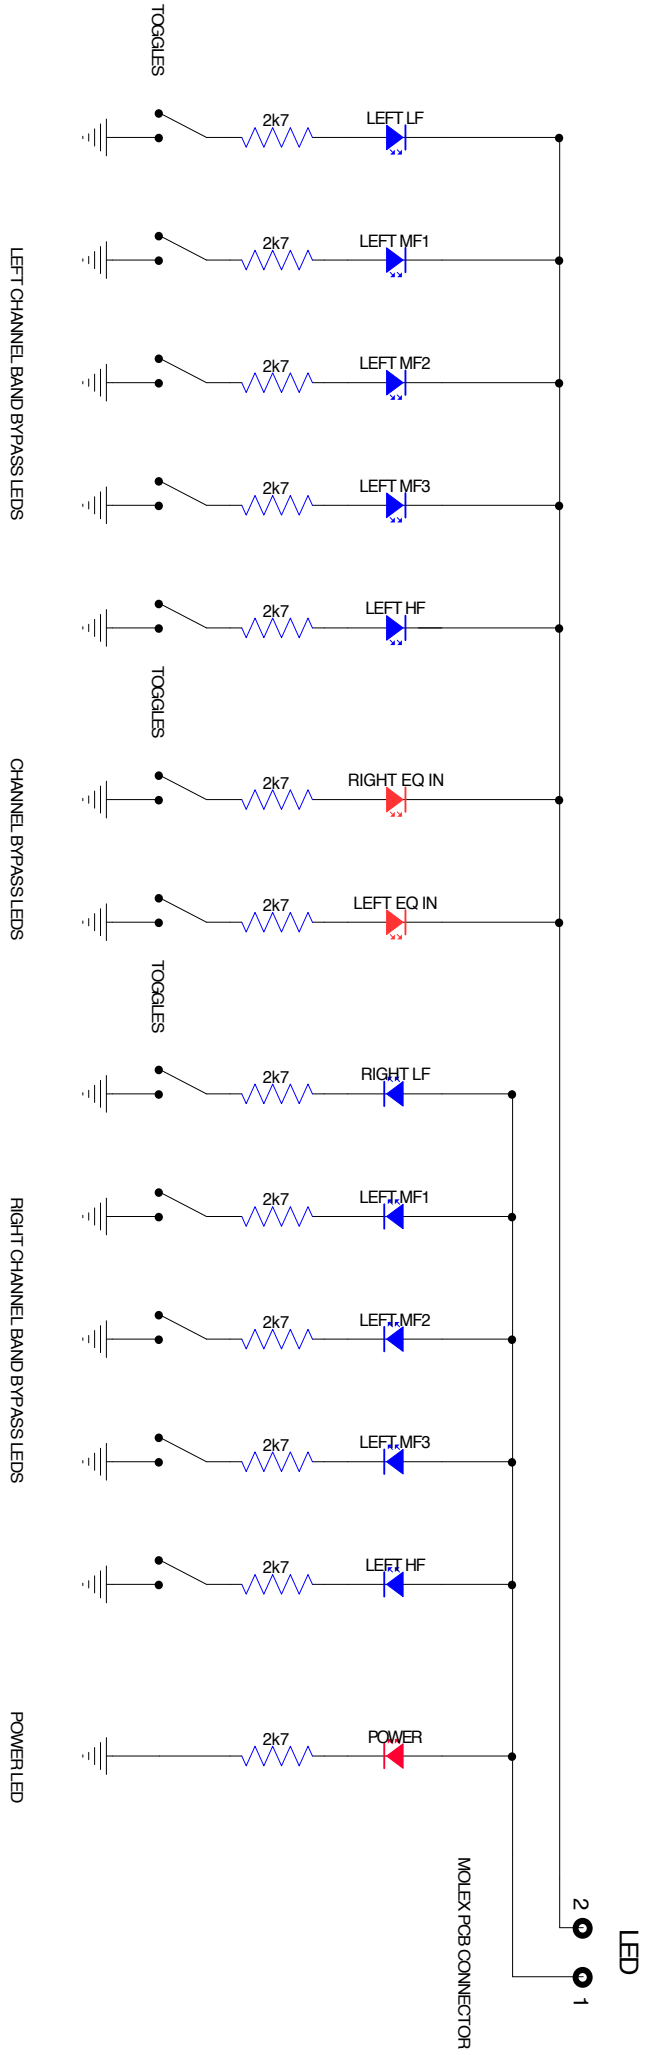 TOGGLES
LEFT LF
2k7
LEFT MF1
2k7
LEFT MF2
2k7
LEFT MF3
2k7
LEFT HF
2k7
LEFT CHANNEL BAND BYPASS LEDS
TOGGLES
RIGHT EQ IN
2k7
LEFT EQ IN
2k7
CHANNEL BYPASS LEDS
TOGGLES
RIGHT LF
2k7
LEFT MF1
2k7
LEFT MF2
2k7
LEFT MF3
2k7
LEFT HF
2k7
RIGHT CHANNEL BAND BYPASS LEDS
POWER
2k7
POWER LED
MOLEX PCB CONNECTOR
2
1
LED